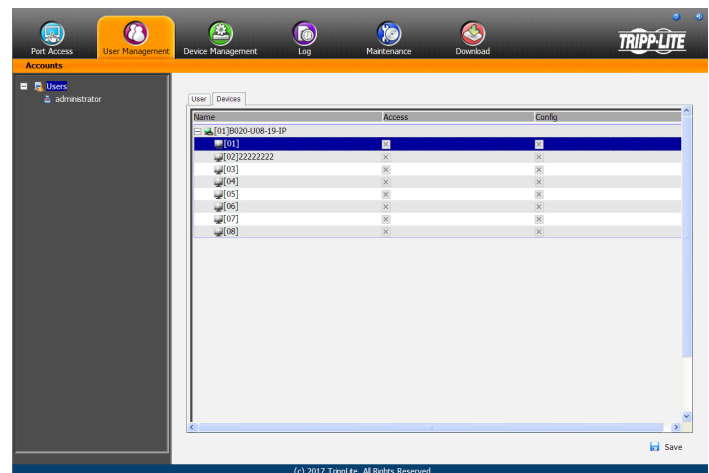 Port Access
User Management
Device Management
Log
Maintenance
Download
TRIPP-LITE
Accounts
Users
administrator
User
Devices
Name Access Config
[01]B020-U08-19-IP
[01]
[02]22222222
[03]
[04]
[05]
[06]
[07]
[08]
Save
(c) 2017 TrippLite. All Rights Reserved.